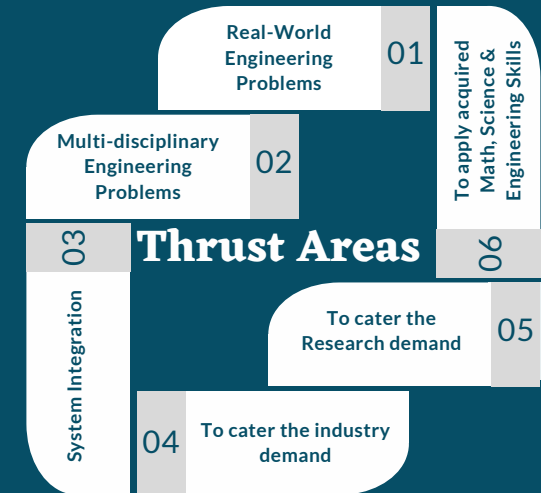 Real-World
Engineering
Problems
01
Multi-disciplinary
Engineering
Problems
02
Thrust Areas
03
System Integration
04
To cater the industry
demand
To cater the
Research demand
05
06
To apply acquired
Math, Science &
Engineering Skills